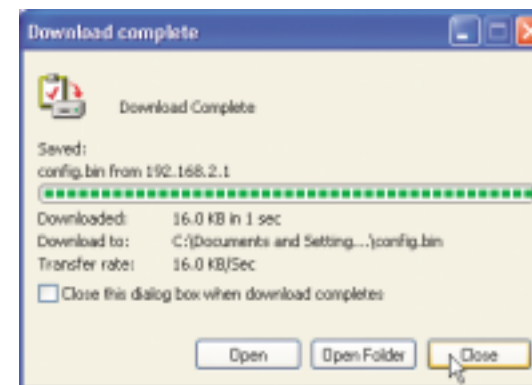 Download complete
Download Complete
Saved:
config.bin from 192.168.2.1
Downloaded: 16.0 KB in 1 sec
Download to: C:\Documents and Setting...\config.bin
Transfer rate: 16.0 KB/Sec
Close this dialog box when download completes
Open Open Folder Close